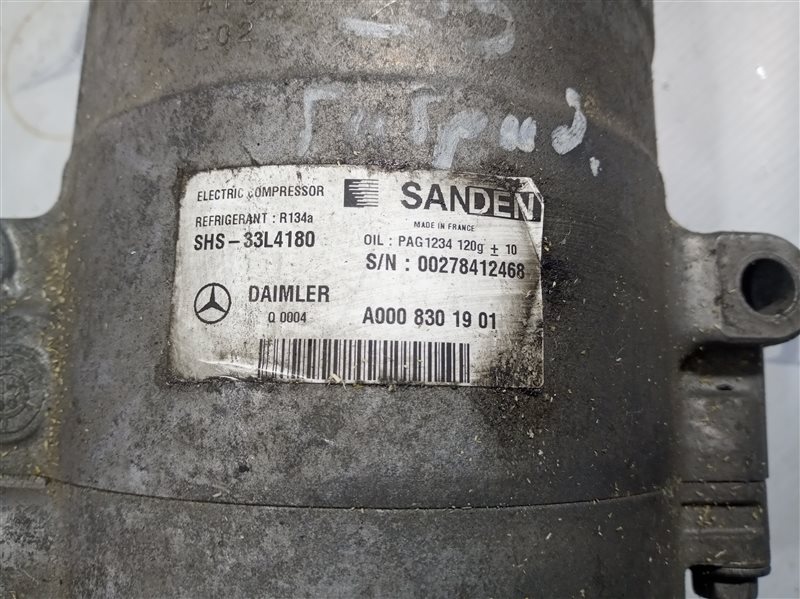 502
Гибрид.
ELECTRIC COMPRESSOR SANDEN
REFRIGERANT : R134a MADE IN FRANCE
SHS-33L4180 OIL : PAG1234 120g ± 10
S/N : 00278412468
DAIMLER
Q 0004 A000 830 19 01